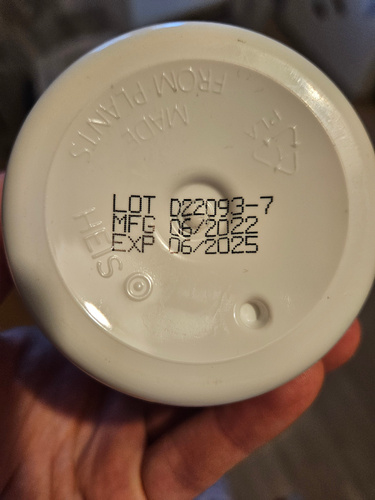 FROM PLANTS
MADE
LOT D22093-7
MFG 06/2022
EXP 06/2025
HEIS